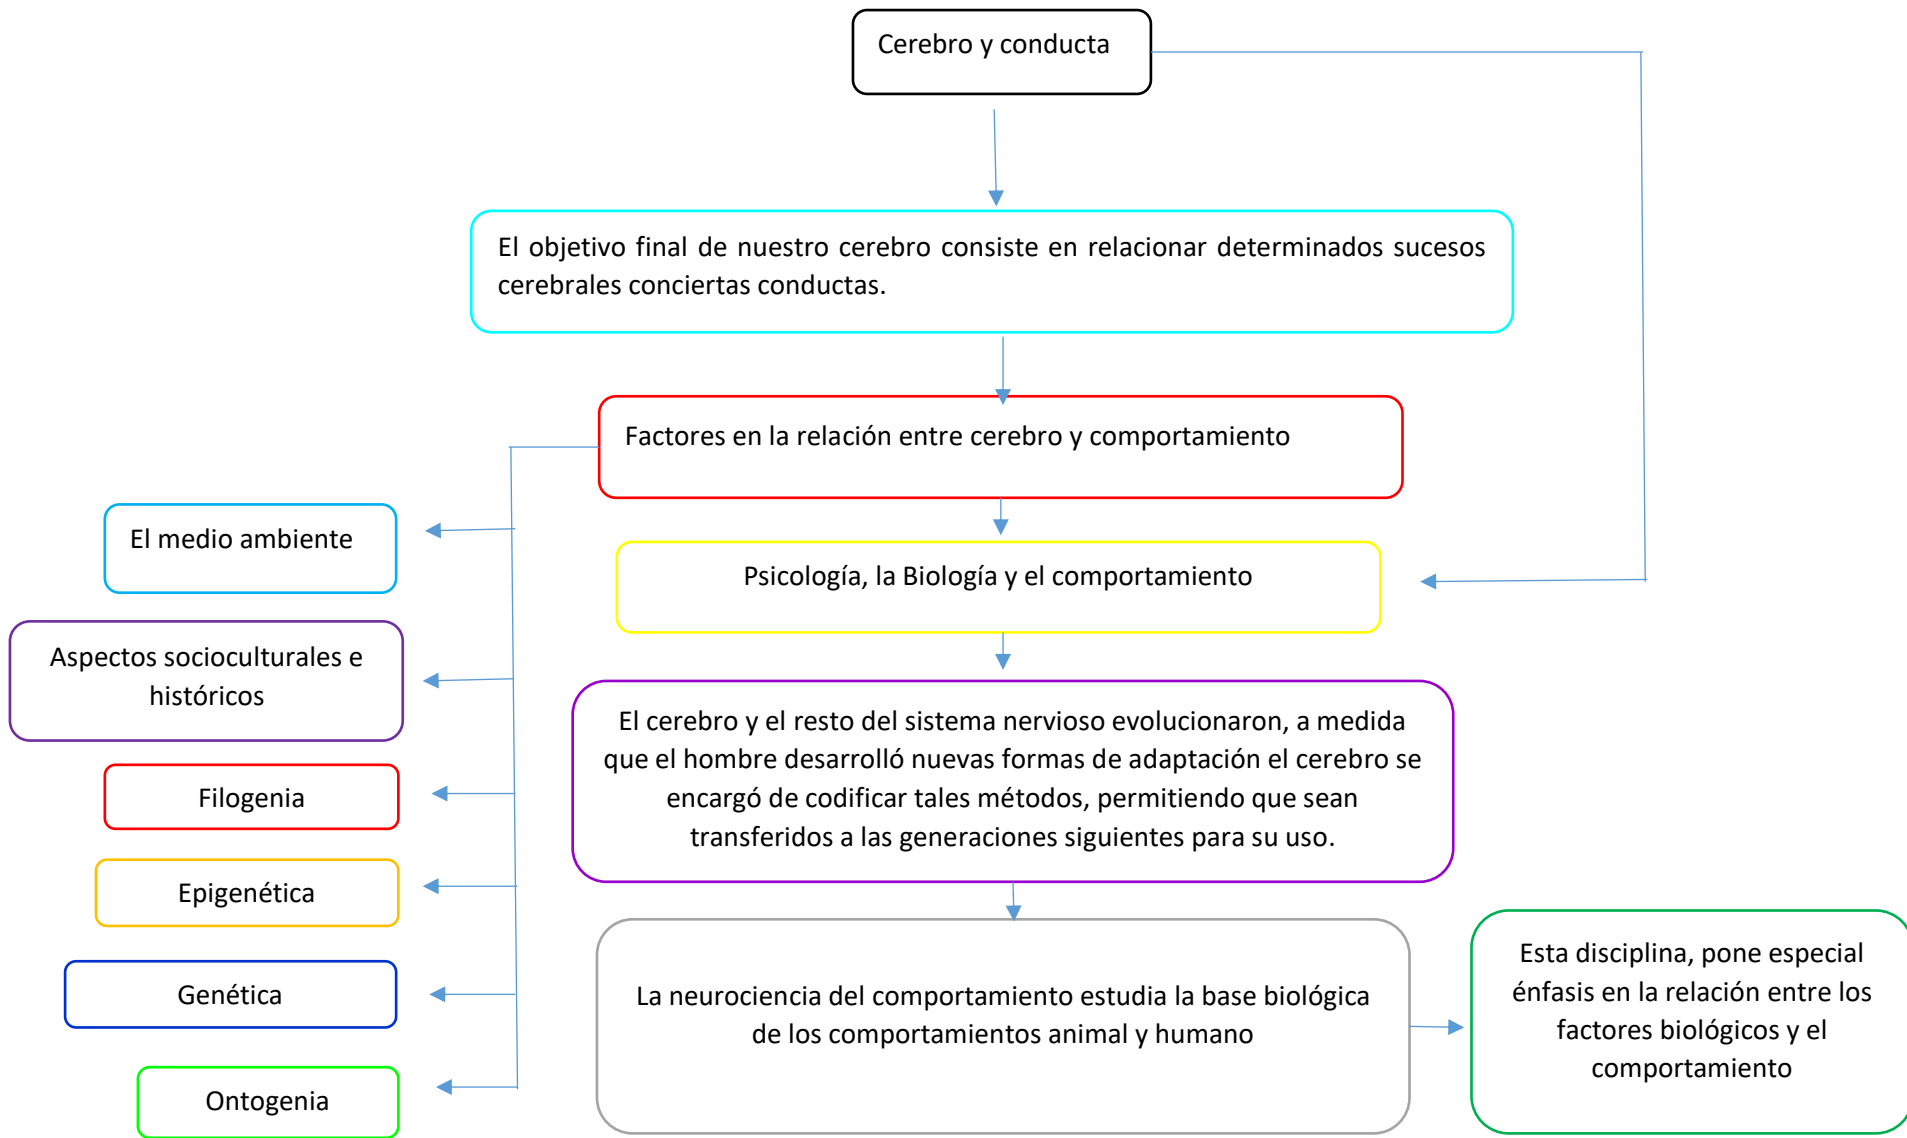 Cerebro y conducta
El objetivo final de nuestro cerebro consiste en relacionar determinados sucesos
cerebrales conciertas conductas.
Factores en la relación entre cerebro y comportamiento
El medio ambiente
Aspectos socioculturales e
históricos
Filogenia
Epigenética
Genética
Ontogenia
Psicología, la Biología y el comportamiento
El cerebro y el resto del sistema nervioso evolucionaron, a medida
que el hombre desarrolló nuevas formas de adaptación el cerebro se
encargó de codificar tales métodos, permitiendo que sean
transferidos a las generaciones siguientes para su uso.
La neurociencia del comportamiento estudia la base biológica
de los comportamientos animal y humano
Esta disciplina, pone especial
énfasis en la relación entre los
factores biológicos y el
comportamiento